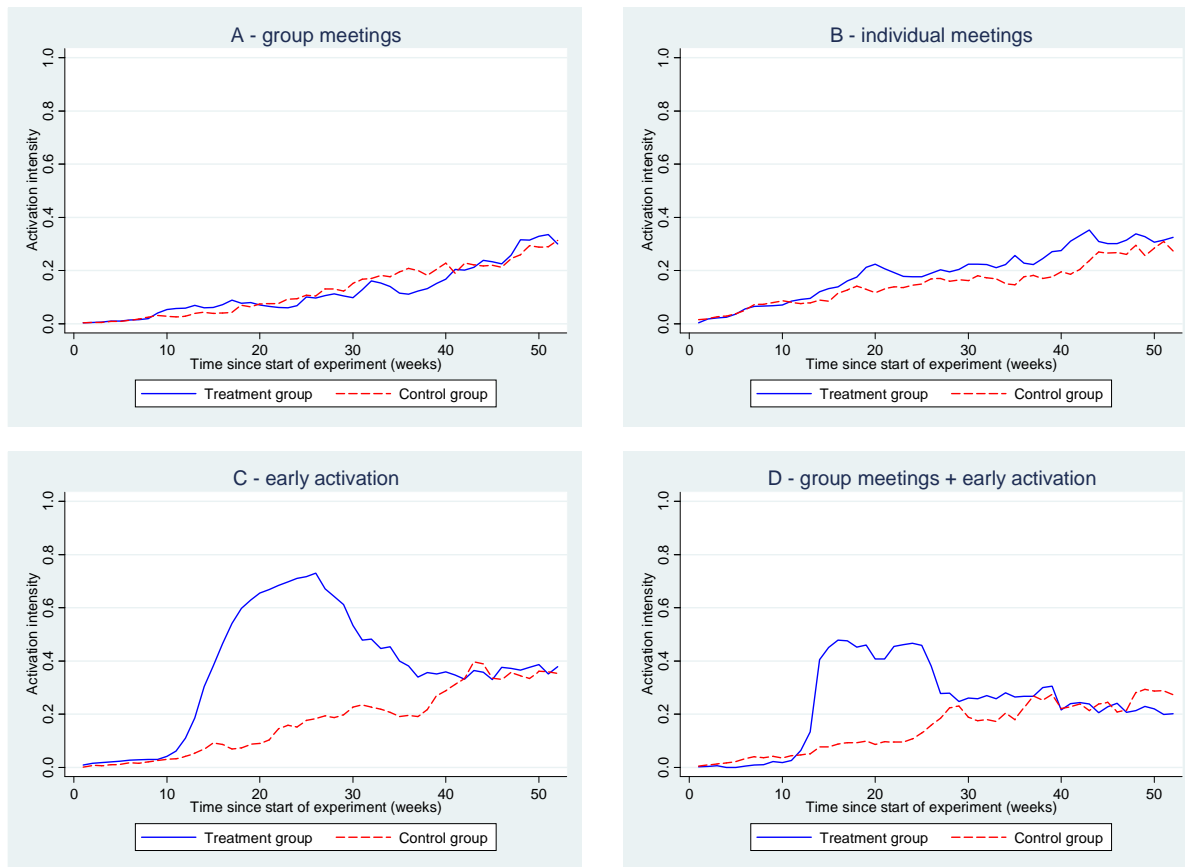 A - group meetings
Activation intensity
1.0
0.8
0.6
0.4
0.2
0.0
0 10 20 30 40 50
Time since start of experiment (weeks)
Treatment group Control group
B - individual meetings
Activation intensity
1.0
0.8
0.6
0.4
0.2
0.0
0 10 20 30 40 50
Time since start of experiment (weeks)
Treatment group Control group
C - early activation
Activation intensity
1.0
0.8
0.6
0.4
0.2
0.0
0 10 20 30 40 50
Time since start of experiment (weeks)
Treatment group Control group
D - group meetings + early activation
Activation intensity
1.0
0.8
0.6
0.4
0.2
0.0
0 10 20 30 40 50
Time since start of experiment (weeks)
Treatment group Control group